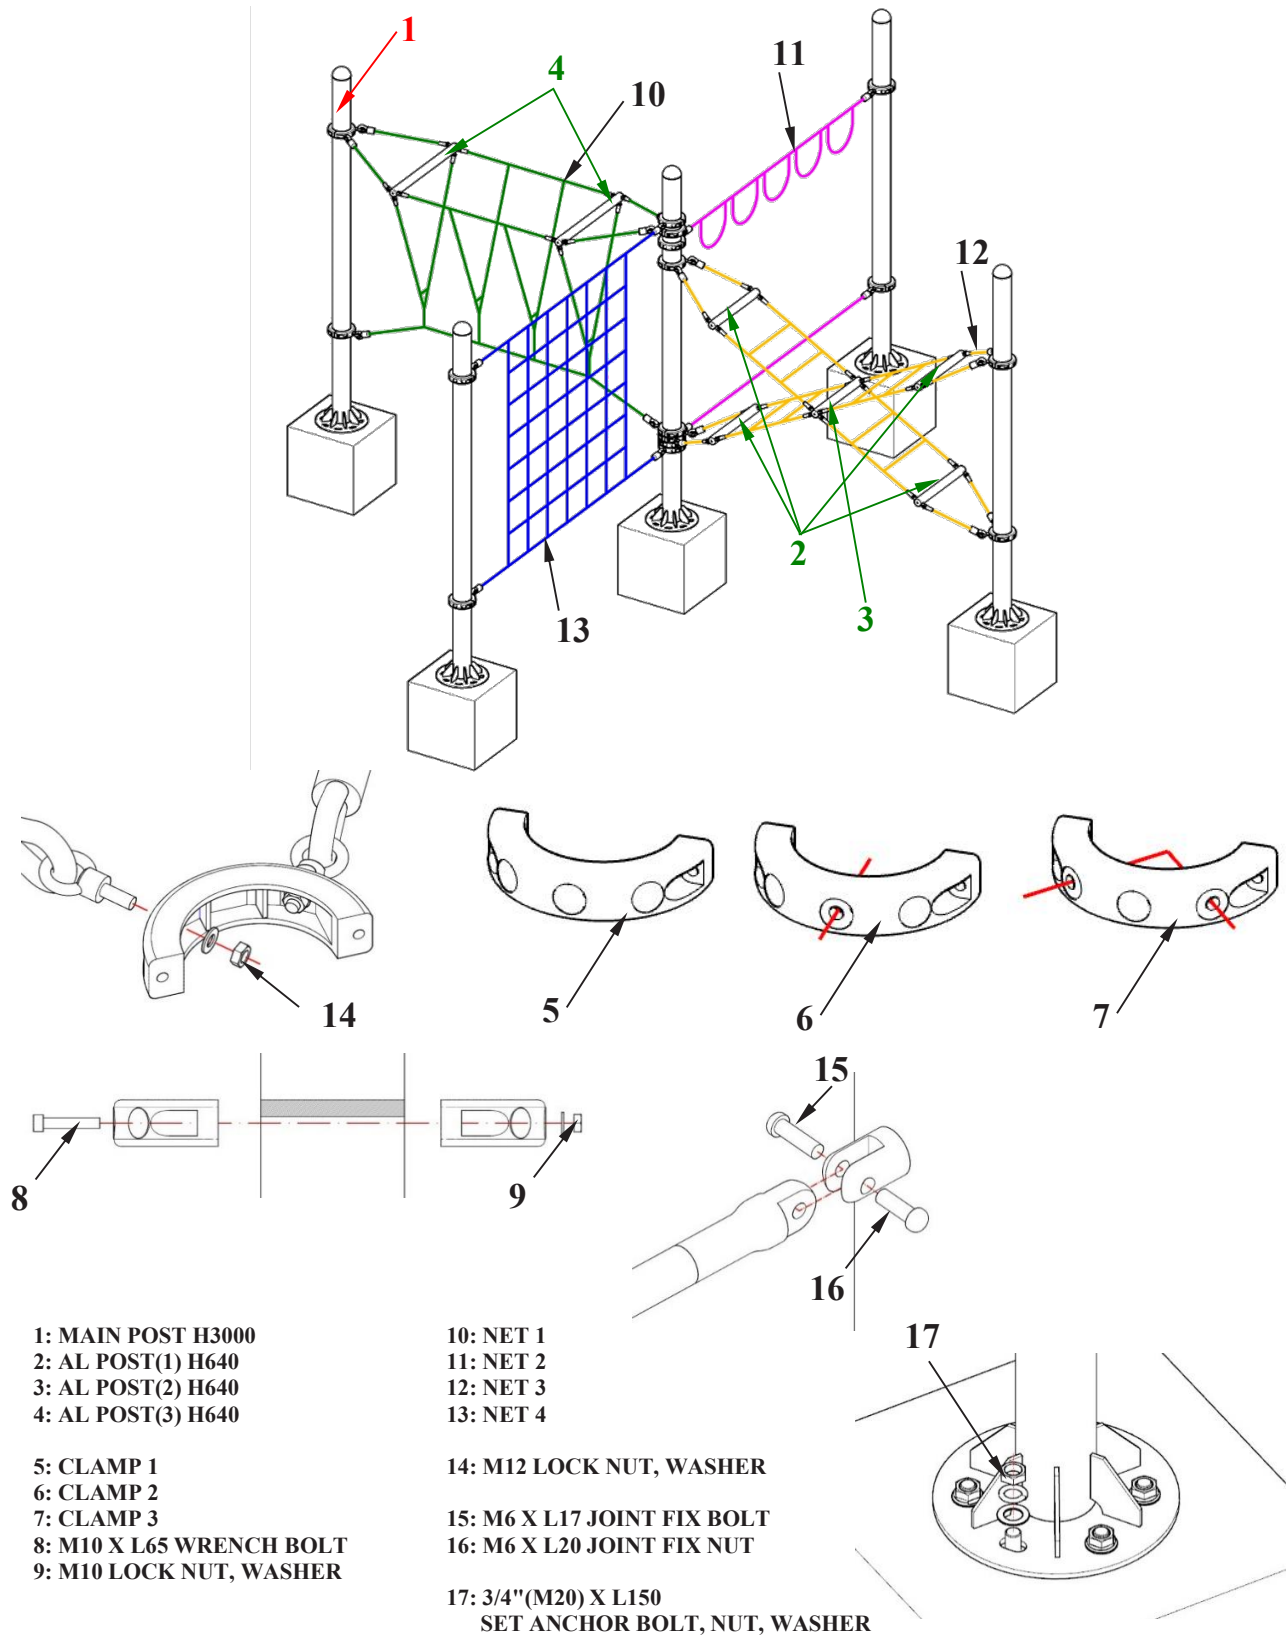 1
4
10
11
12
2
3
13
14
5
6
7
8
9
15
16
17
1: MAIN POST H3000
2: AL POST(1) H640
3: AL POST(2) H640
4: AL POST(3) H640
5: CLAMP 1
6: CLAMP 2
7: CLAMP 3
8: M10 X L65 WRENCH BOLT
9: M10 LOCK NUT, WASHER
10: NET 1
11: NET 2
12: NET 3
13: NET 4
14: M12 LOCK NUT, WASHER
15: M6 X L17 JOINT FIX BOLT
16: M6 X L20 JOINT FIX NUT
17: 3/4"(M20) X L150
SET ANCHOR BOLT, NUT, WASHER